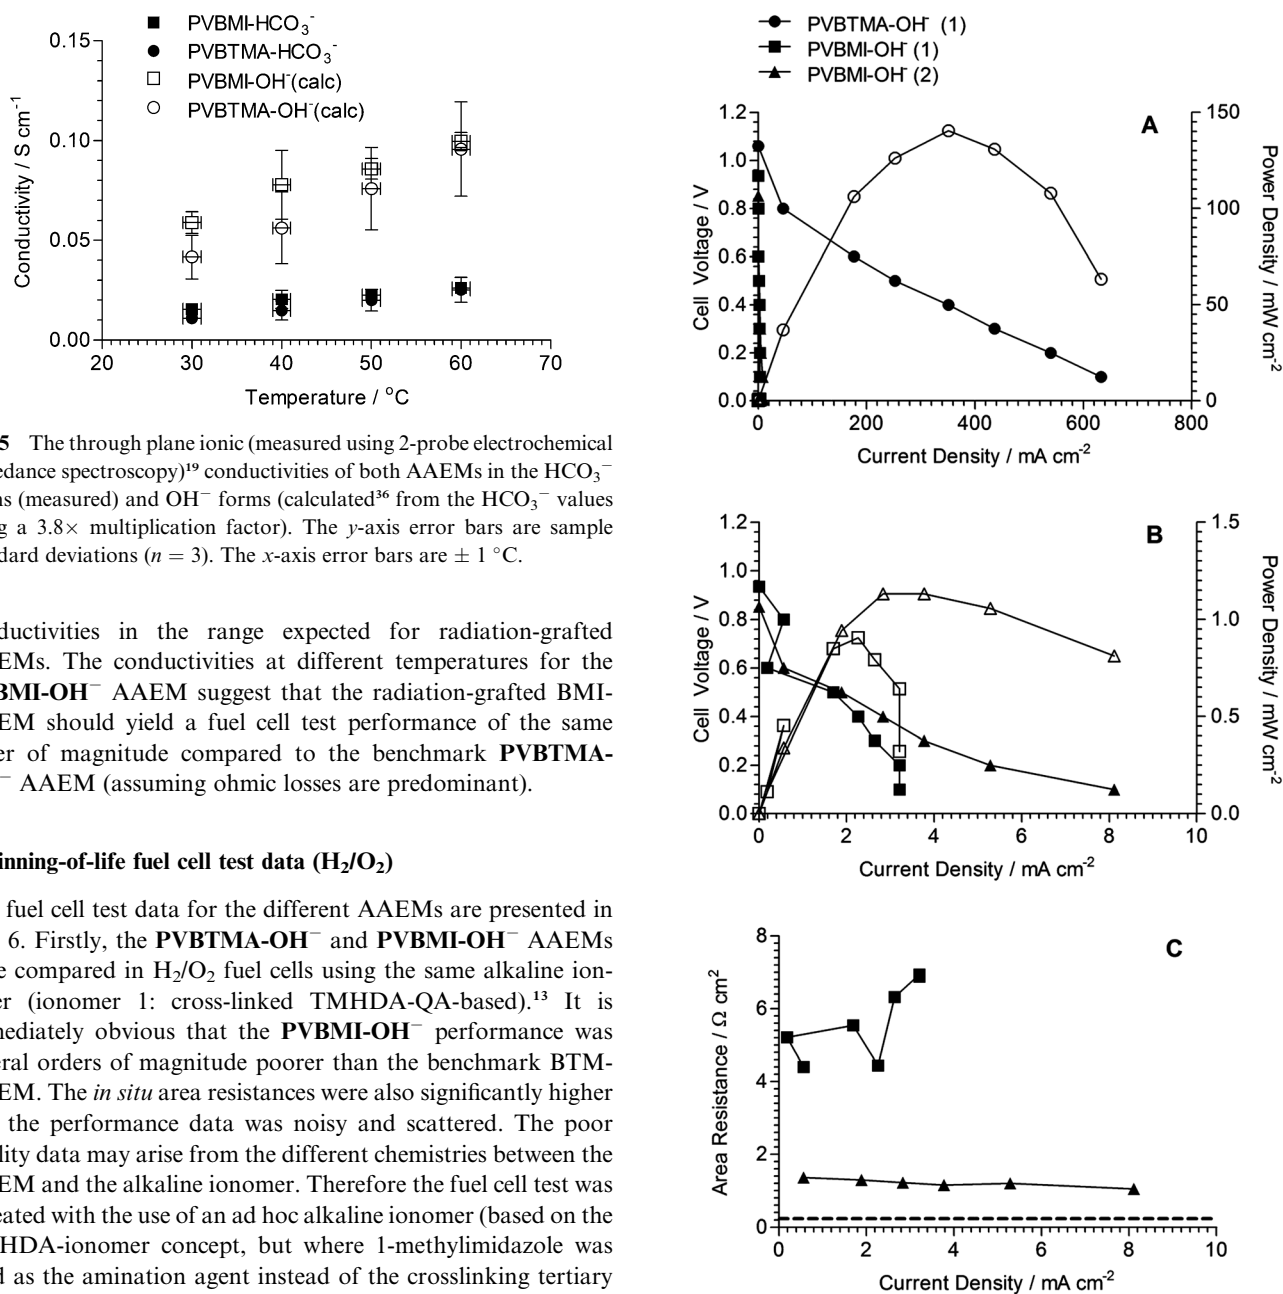 PVBMI-HCO3-
PVBTMA-HCO3-
PVBMI-OH-(calc)
PVBTMA-OH-(calc)
0.15
0.10
0.05
0.00
Conductivity / S cm-1
20 30 40 50 60 70
Temperature / oC
5 The through plane ionic (measured using 2-probe electrochemical
edance spectroscopy)19 conductivities of both AAEMs in the HCO3−
ns (measured) and OH− forms (calculated36 from the HCO3− values
g a 3.8× multiplication factor). The y-axis error bars are sample
dard deviations (n = 3). The x-axis error bars are ± 1 °C.
ductivities in the range expected for radiation-grafted
EMs. The conductivities at different temperatures for the
BMI-OH− AAEM suggest that the radiation-grafted BMI-
EM should yield a fuel cell test performance of the same
er of magnitude compared to the benchmark PVBTMA-
− AAEM (assuming ohmic losses are predominant).
inning-of-life fuel cell test data (H2/O2)
fuel cell test data for the different AAEMs are presented in
6. Firstly, the PVBTMA-OH− and PVBMI-OH− AAEMs
e compared in H2/O2 fuel cells using the same alkaline ion-
er (ionomer 1: cross-linked TMHDA-QA-based).13 It is
mediately obvious that the PVBMI-OH− performance was
eral orders of magnitude poorer than the benchmark BTM-
EM. The in situ area resistances were also significantly higher
the performance data was noisy and scattered. The poor
lity data may arise from the different chemistries between the
EM and the alkaline ionomer. Therefore the fuel cell test was
eated with the use of an ad hoc alkaline ionomer (based on the
HDA-ionomer concept, but where 1-methylimidazole was
d as the amination agent instead of the crosslinking tertiary
PVBTMA-OH- (1)
PVBMI-OH- (1)
PVBMI-OH- (2)
A
1.2
1.0
0.8
0.6
0.4
0.2
0.0
Cell Voltage / V
150
100
50
0
Power Density / mW cm-2
0 200 400 600 800
Current Density / mA cm-2
B
1.2
1.0
0.8
0.6
0.4
0.2
0.0
Cell Voltage / V
1.5
1.0
0.5
0.0
Power Density / mW cm-2
0 2 4 6 8 10
Current Density / mA cm-2
C
8
6
4
2
0
Area Resistance / Ω cm2
0 2 4 6 8 10
Current Density / mA cm-2